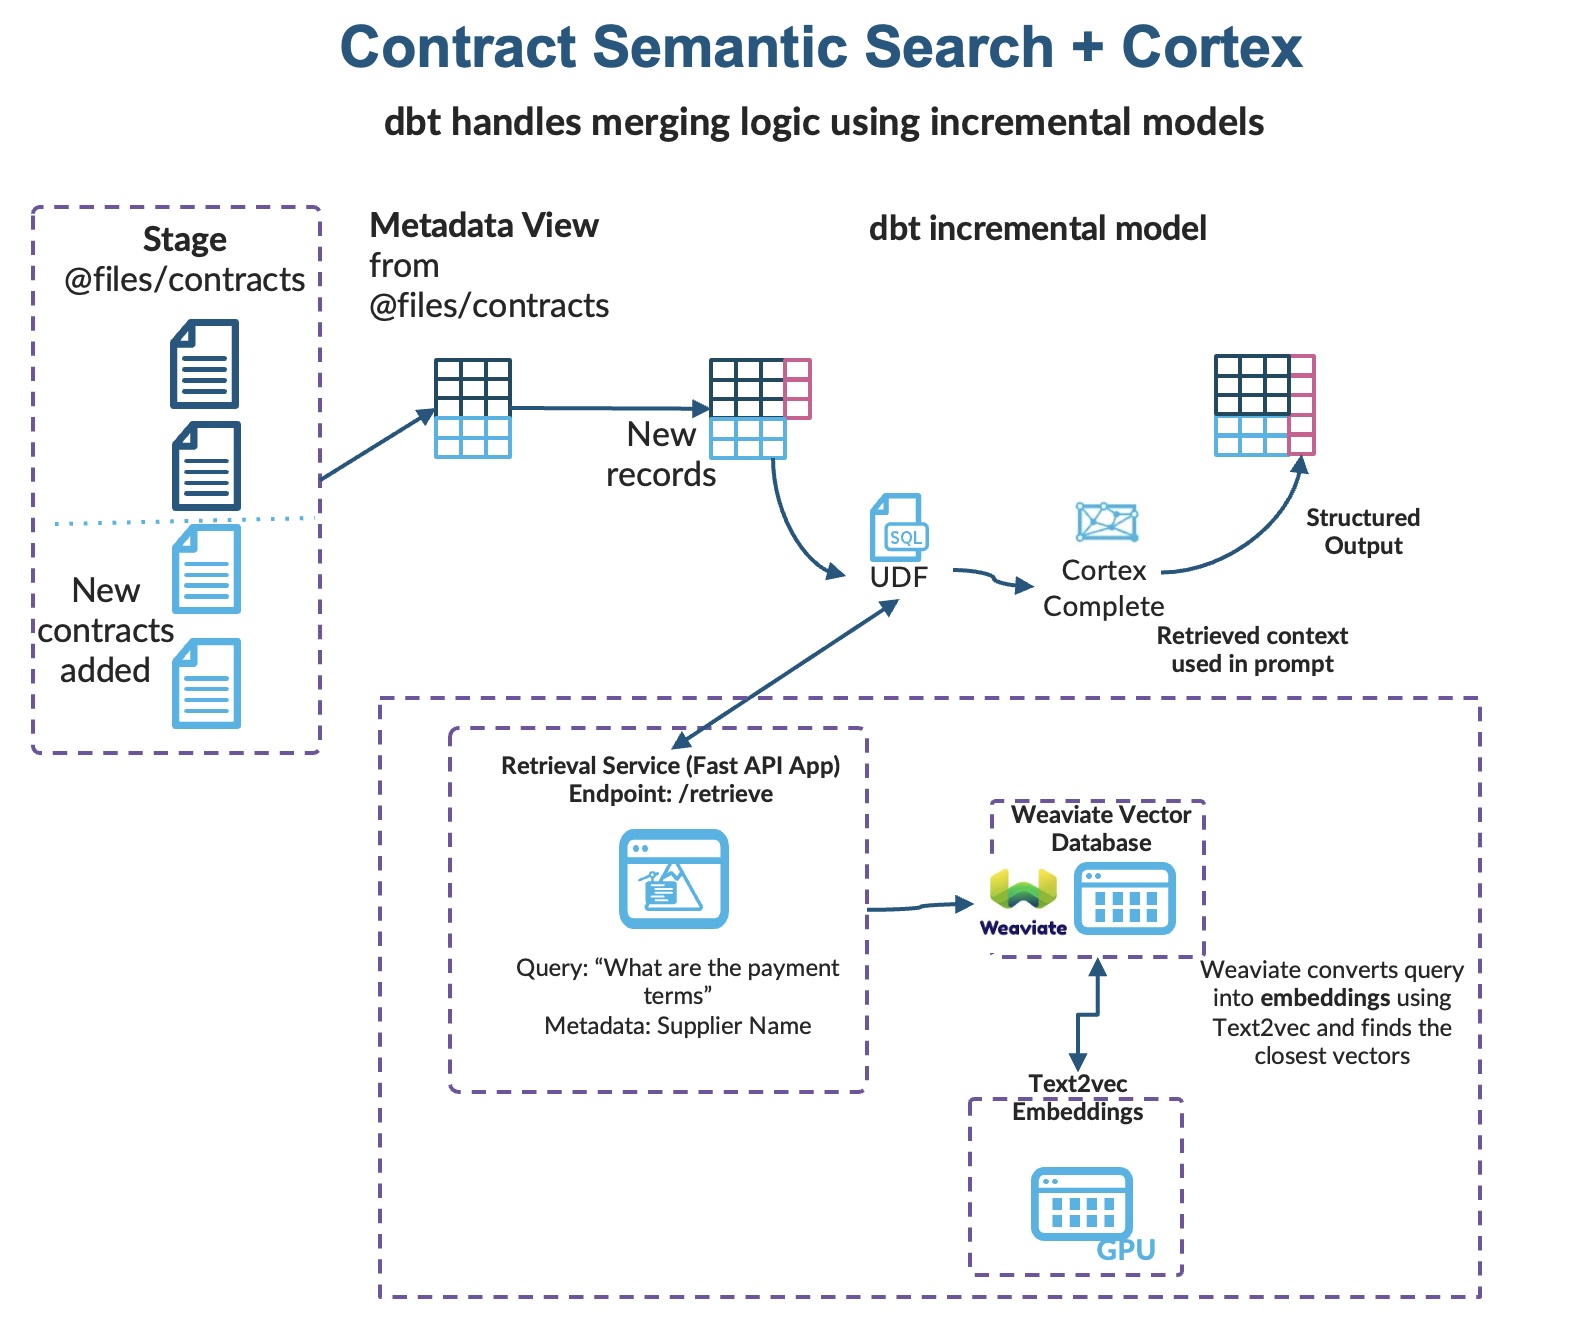 Contract Semantic Search + Cortex
dbt handles merging logic using incremental models
Stage
@files/contracts
New
contracts
added
Metadata View
from
@files/contracts
dbt incremental model
New
records
SQL
UDF
Cortex
Complete
Structured
Output
Retrieved context
used in prompt
Retrieval Service (Fast API App)
Endpoint: /retrieve
Query: “What are the payment
terms”
Metadata: Supplier Name
Weaviate Vector
Database
Weaviate
Weaviate converts query
into embeddings using
Text2vec and finds the
closest vectors
Text2vec
Embeddings
GPU